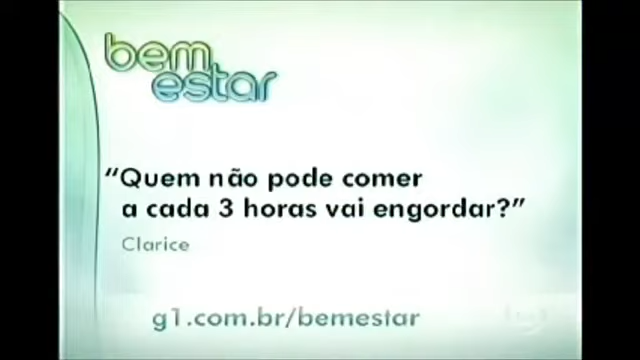 bem
estar
"Quem não pode comer
a cada 3 horas vai engordar?"
Clarice
g1.com.br/bemestar